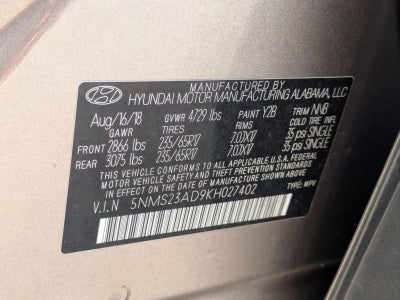 MANUFACTURED BY
HYUNDAI MOTOR MANUFACTURING ALABAMA, LLC
Aug/16/18 GVWR 4729 lbs PAINT Y2B TRIM NNB
GAWR TIRES RIMS COLD TIRE INFL
FRONT 2866 lbs 235/65R17 7.0JX17 35 psi SINGLE
REAR 3075 lbs 235/65R17 7.0JX17 35 psi SINGLE
THIS VEHICLE CONFORMS TO ALL APPLICABLE U.S. FEDERAL
MOTOR VEHICLE SAFETY AND THEFT PREVENTION STANDARDS
IN EFFECT ON THE DATE OF MANUFACTURE SHOWN ABOVE.
V.I.N 5NMS23AD9KH027402 TYPE: MPV